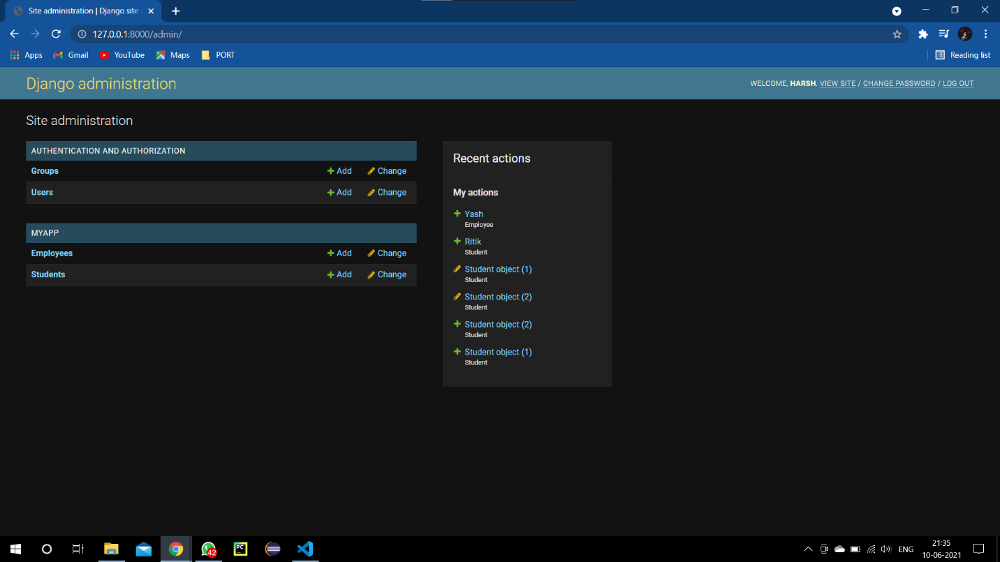 Site administration | Django site a
127.0.0.1:8000/admin/
Apps Gmail YouTube Maps PORT Reading list
Django administration
WELCOME, HARSH. VIEW SITE / CHANGE PASSWORD / LOG OUT
Site administration
AUTHENTICATION AND AUTHORIZATION
Groups Add Change
Users Add Change
MYAPP
Employees Add Change
Students Add Change
Recent actions
My actions
Yash
Employee
Ritik
Student
Student object (1)
Student
Student object (2)
Student
Student object (2)
Student
Student object (1)
Student
42
PC
ENG
21:35
10-06-2021